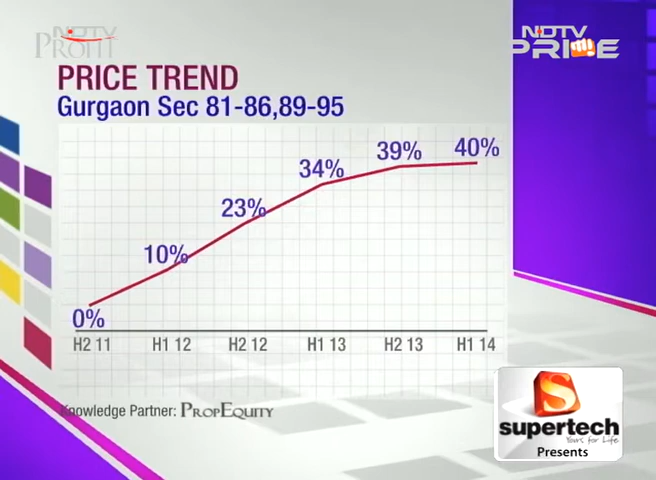 NDTV
PROFIT
NDTV
PRIME
PRICE TREND
Gurgaon Sec 81-86,89-95
0%
10%
23%
34%
39%
40%
H2 11
H1 12
H2 12
H1 13
H2 13
H1 14
Knowledge Partner: PROPEQUITY
S
supertech
Yours for Life
Presents